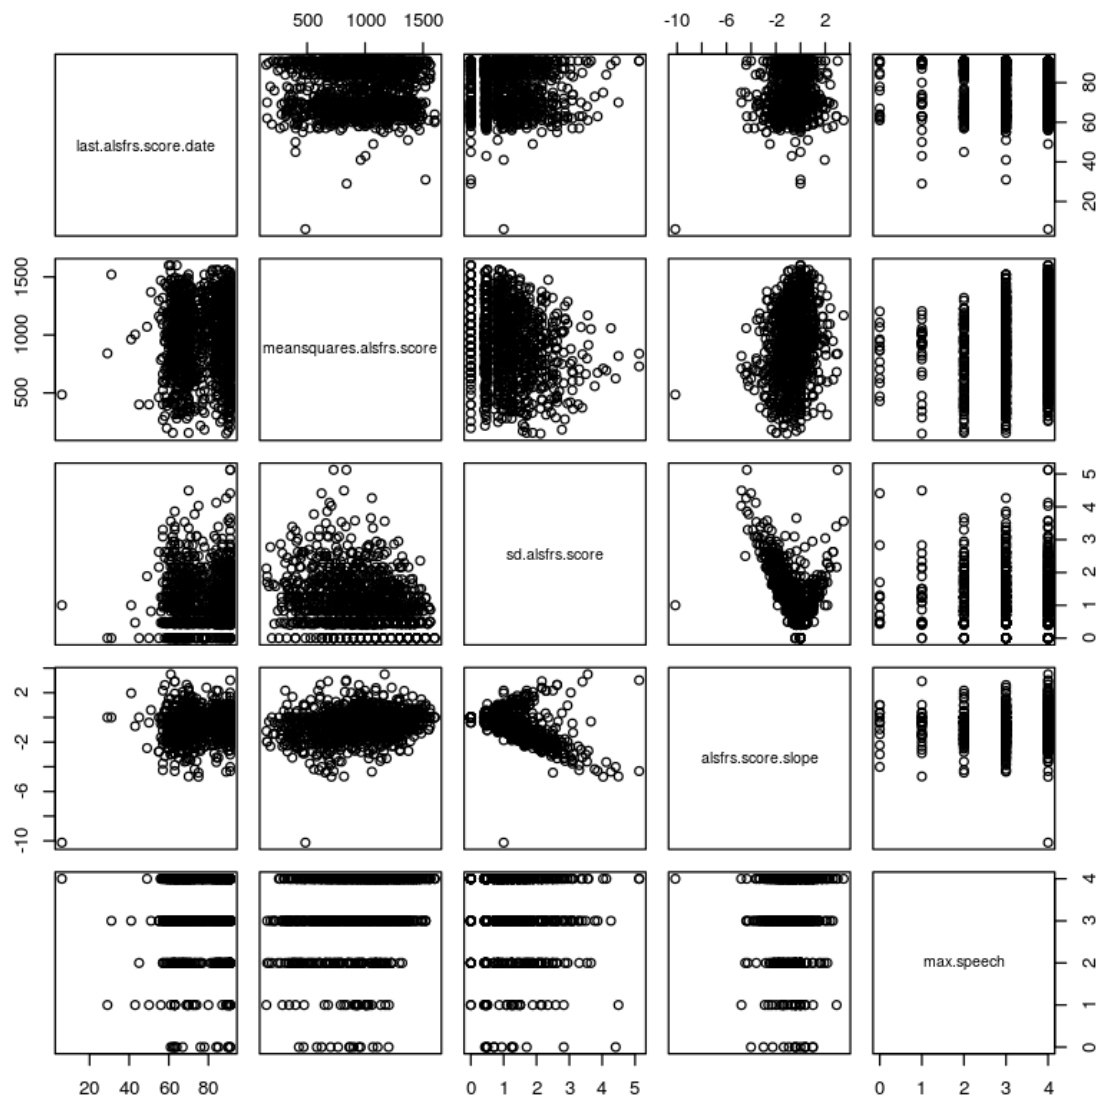 500 1000 1500 -10 -6 -2 2
last.alsfrs.score.date
20 40 60 80
500 1000 1500
meansquares.alsfrs.score
sd.alsfrs.score
0 1 2 3 4 5
-10 -6 -2 2
alsfrs.score.slope
max.speech
0 1 2 3 4
20 40 60 80 0 1 2 3 4 5 0 1 2 3 4